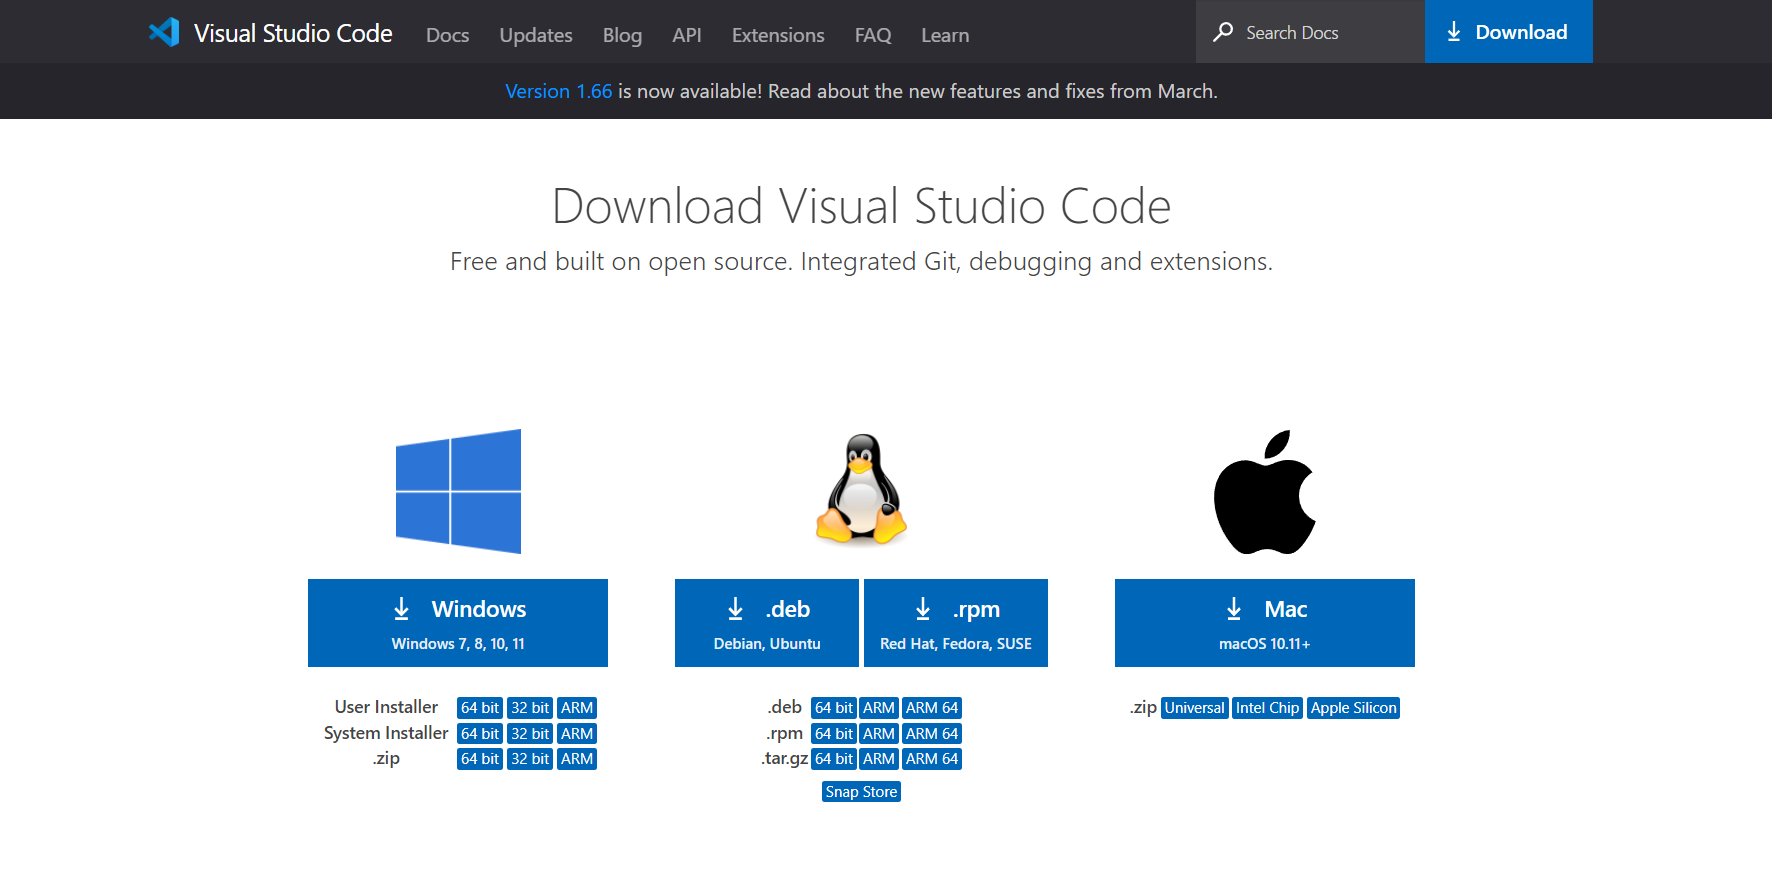 Visual Studio Code Docs Updates Blog API Extensions FAQ Learn Search Docs Download
Version 1.66 is now available! Read about the new features and fixes from March.
Download Visual Studio Code
Free and built on open source. Integrated Git, debugging and extensions.
Windows
Windows 7, 8, 10, 11
User Installer 64 bit 32 bit ARM
System Installer 64 bit 32 bit ARM
.zip 64 bit 32 bit ARM
.deb
Debian, Ubuntu
.rpm
Red Hat, Fedora, SUSE
.deb 64 bit ARM ARM 64
.rpm 64 bit ARM ARM 64
.tar.gz 64 bit ARM ARM 64
Snap Store
Mac
macOS 10.11+
.zip Universal Intel Chip Apple Silicon